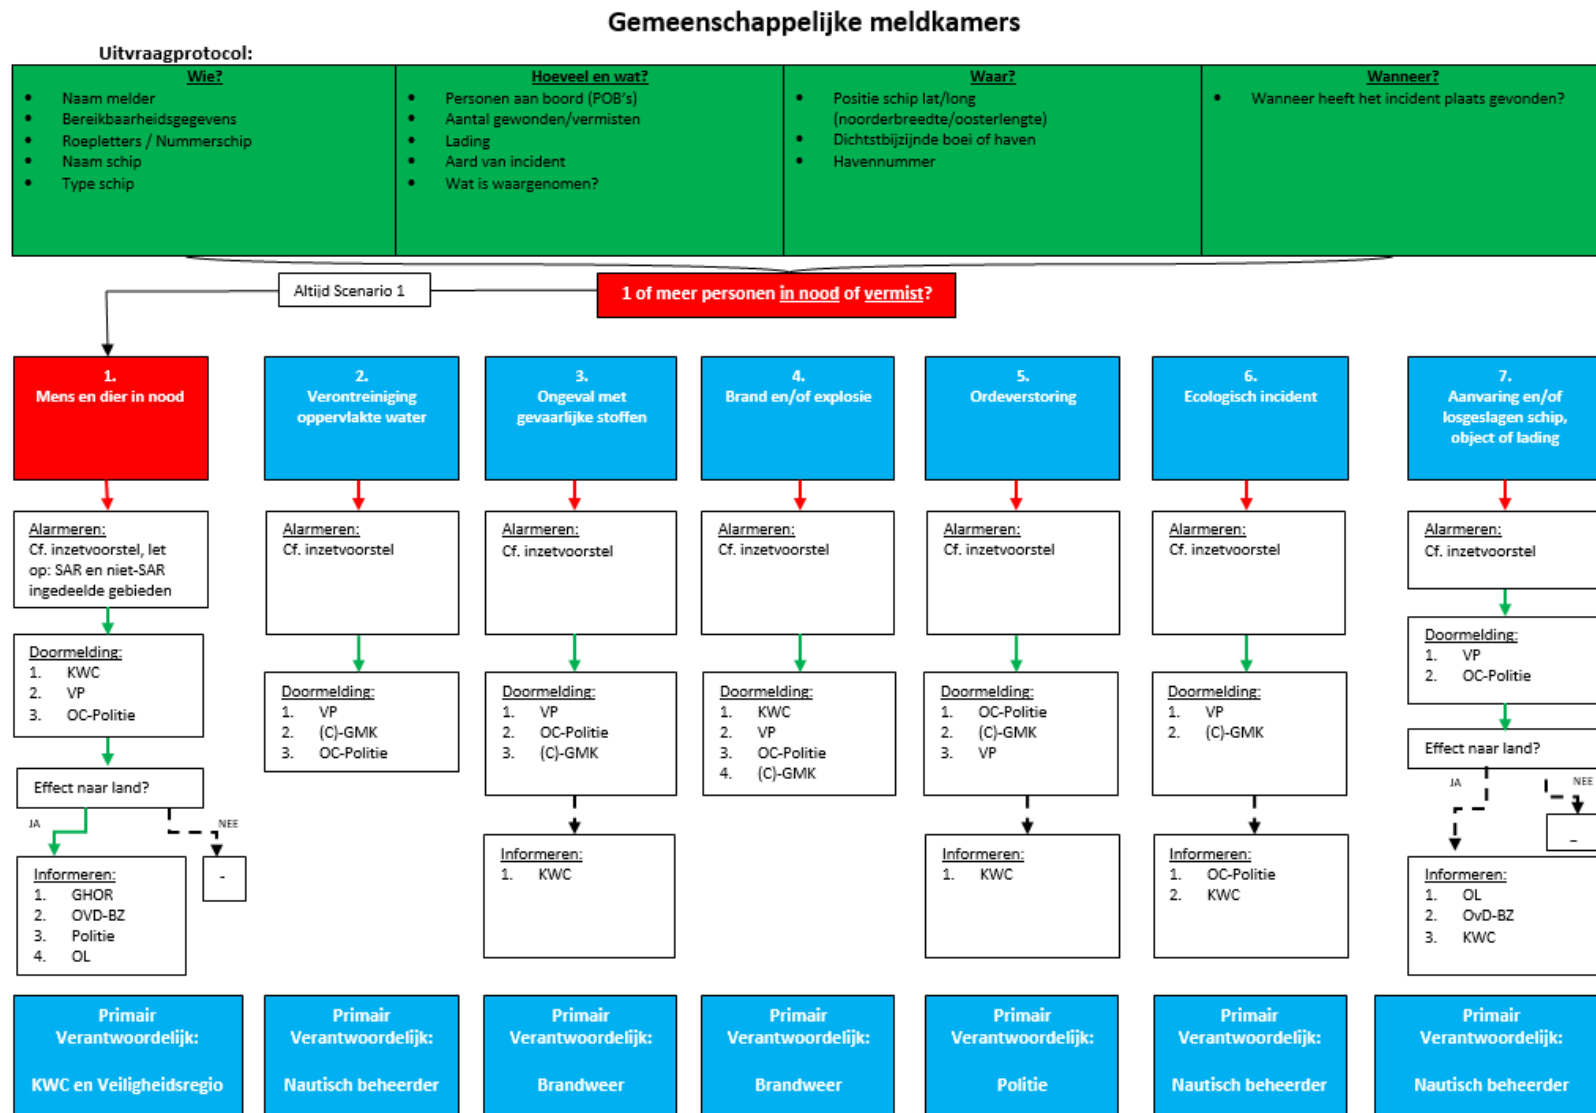 Gemeenschappelijke meldkamers
Uitvraagprotocol:
Wie?
• Naam melder
• Bereikbaarheidsgegevens
• Roepletters / Nummerschip
• Naam schip
• Type schip
Hoeveel en wat?
• Personen aan boord (POB's)
• Aantal gewonden/vermisten
• Lading
• Aard van incident
• Wat is waargenomen?
Waar?
• Positie schip lat/long
(noorderbreedte/oosterlengte)
• Dichtstbijzijnde boei of haven
• Havennummer
Wanneer?
• Wanneer heeft het incident plaats gevonden?
Altijd Scenario 1
1 of meer personen in nood of vermist?
1.
Mens en dier in nood
2.
Verontreiniging
oppervlakte water
3.
Ongeval met
gevaarlijke stoffen
4.
Brand en/of explosie
5.
Ordeverstoring
6.
Ecologisch incident
7.
Aanvaring en/of
losgeslagen schip,
object of lading
Alarmeren:
Cf. inzetvoorstel, let
op: SAR en niet-SAR
ingedeelde gebieden
Alarmeren:
Cf. inzetvoorstel
Alarmeren:
Cf. inzetvoorstel
Alarmeren:
Cf. inzetvoorstel
Alarmeren:
Cf. inzetvoorstel
Alarmeren:
Cf. inzetvoorstel
Alarmeren:
Cf. inzetvoorstel
Doormelding:
1. KWC
2. VP
3. OC-Politie
Doormelding:
1. VP
2. (C)-GMK
3. OC-Politie
Doormelding:
1. VP
2. OC-Politie
3. (C)-GMK
Doormelding:
1. KWC
2. VP
3. OC-Politie
4. (C)-GMK
Doormelding:
1. OC-Politie
2. (C)-GMK
3. VP
Doormelding:
1. VP
2. (C)-GMK
Doormelding:
1. VP
2. OC-Politie
Effect naar land?
JA
NEE
Effect naar land?
JA
NEE
Informeren:
1. GHOR
2. OVD-BZ
3. Politie
4. OL
-
Informeren:
1. KWC
Informeren:
1. KWC
Informeren:
1. OC-Politie
2. KWC
Informeren:
1. OL
2. OvD-BZ
3. KWC
-
Primair
Verantwoordelijk:
KWC en Veiligheidsregio
Primair
Verantwoordelijk:
Nautisch beheerder
Primair
Verantwoordelijk:
Brandweer
Primair
Verantwoordelijk:
Brandweer
Primair
Verantwoordelijk:
Politie
Primair
Verantwoordelijk:
Nautisch beheerder
Primair
Verantwoordelijk:
Nautisch beheerder